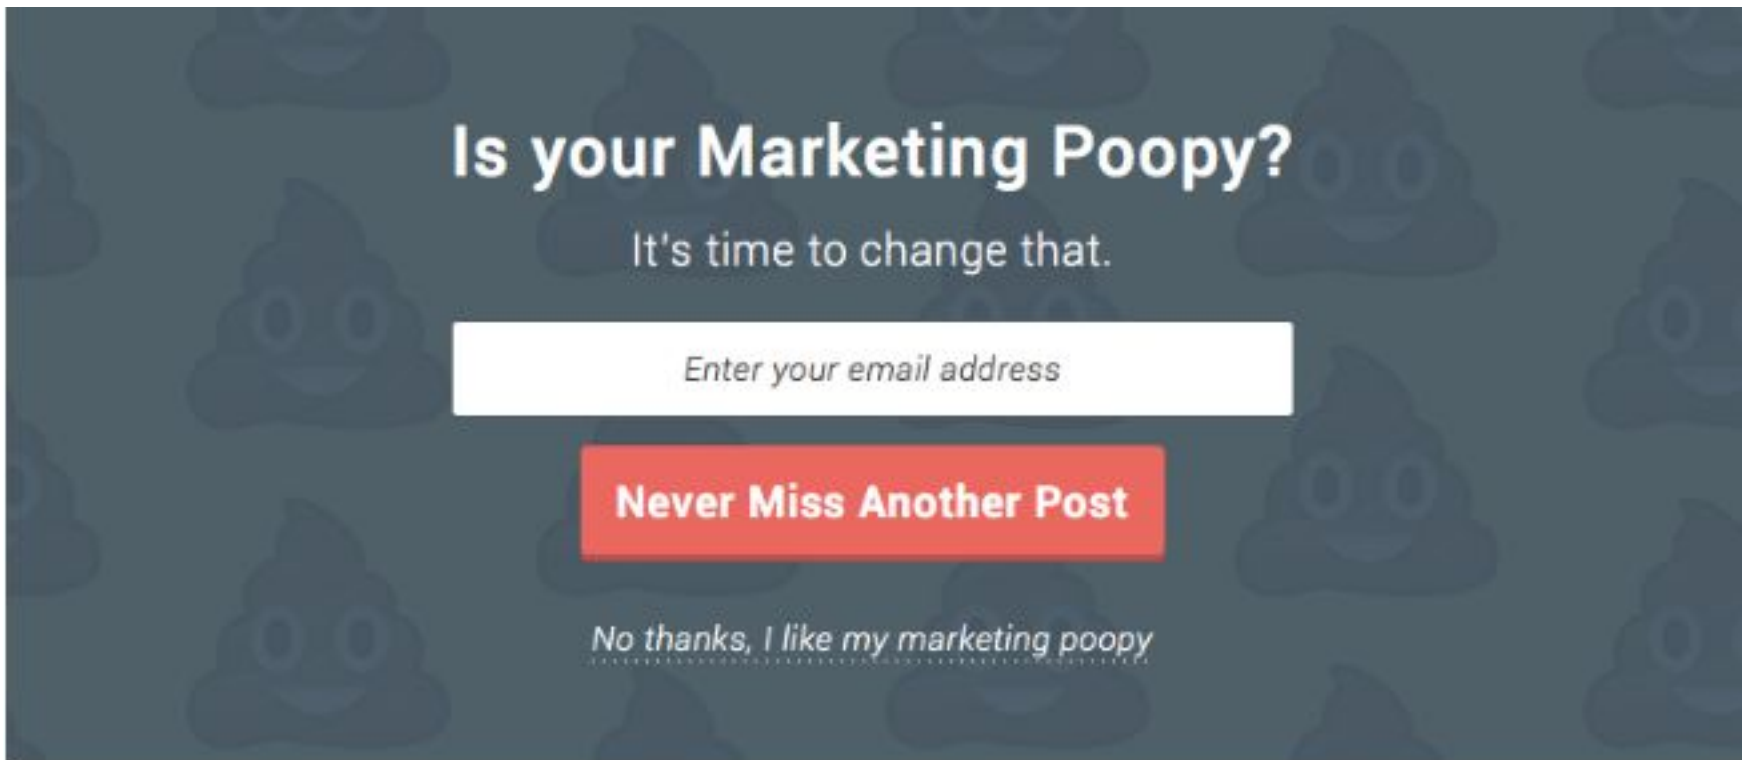 Is your Marketing Poopy?
It's time to change that.
Enter your email address
Never Miss Another Post
No thanks, I like my marketing poopy